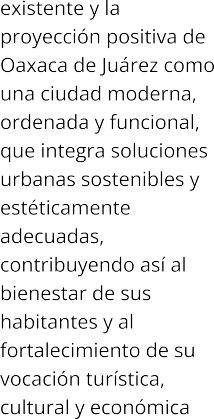 existente y la
proyección positiva de
Oaxaca de Juárez como
una ciudad moderna,
ordenada y funcional,
que integra soluciones
urbanas sostenibles y
estéticamente
adecuadas,
contribuyendo así al
bienestar de sus
habitantes y al
fortalecimiento de su
vocación turística,
cultural y económica